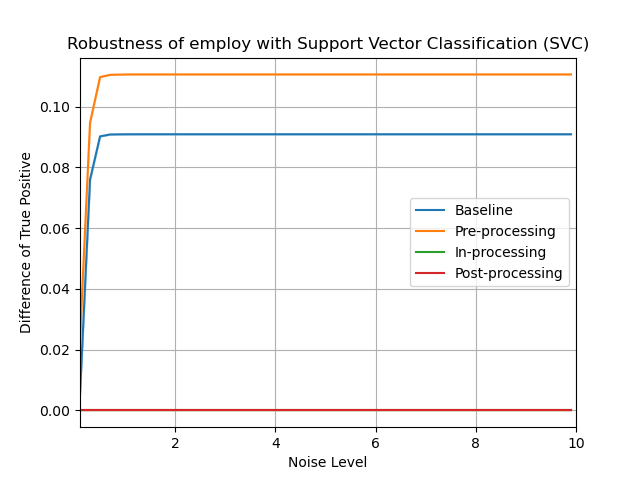 Robustness of employ with Support Vector Classification (SVC)
Difference of True Positive
0.10
0.08
0.06
0.04
0.02
0.00
Baseline
Pre-processing
In-processing
Post-processing
2 4 6 8 10
Noise Level